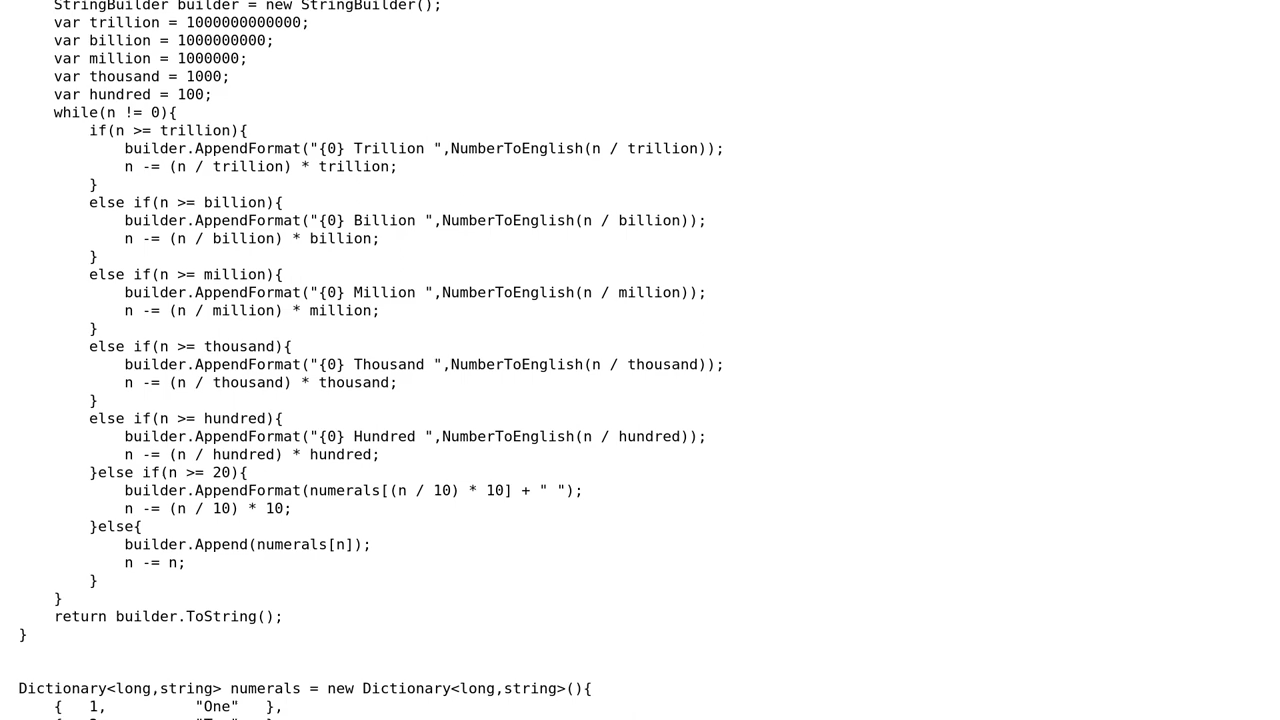 StringBuilder builder = new StringBuilder();
var trillion = 1000000000000;
var billion = 1000000000;
var million = 1000000;
var thousand = 1000;
var hundred = 100;
while(n != 0){
if(n >= trillion){
builder.AppendFormat("{0} Trillion ",NumberToEnglish(n / trillion));
n -= (n / trillion) * trillion;
}
else if(n >= billion){
builder.AppendFormat("{0} Billion ",NumberToEnglish(n / billion));
n -= (n / billion) * billion;
}
else if(n >= million){
builder.AppendFormat("{0} Million ",NumberToEnglish(n / million));
n -= (n / million) * million;
}
else if(n >= thousand){
builder.AppendFormat("{0} Thousand ",NumberToEnglish(n / thousand));
n -= (n / thousand) * thousand;
}
else if(n >= hundred){
builder.AppendFormat("{0} Hundred ",NumberToEnglish(n / hundred));
n -= (n / hundred) * hundred;
}else if(n >= 20){
builder.AppendFormat(numerals[(n / 10) * 10] + " ");
n -= (n / 10) * 10;
}else{
builder.Append(numerals[n]);
n -= n;
}
}
return builder.ToString();
}
Dictionary<long,string> numerals = new Dictionary<long,string>(){
{   1,          "One"   },